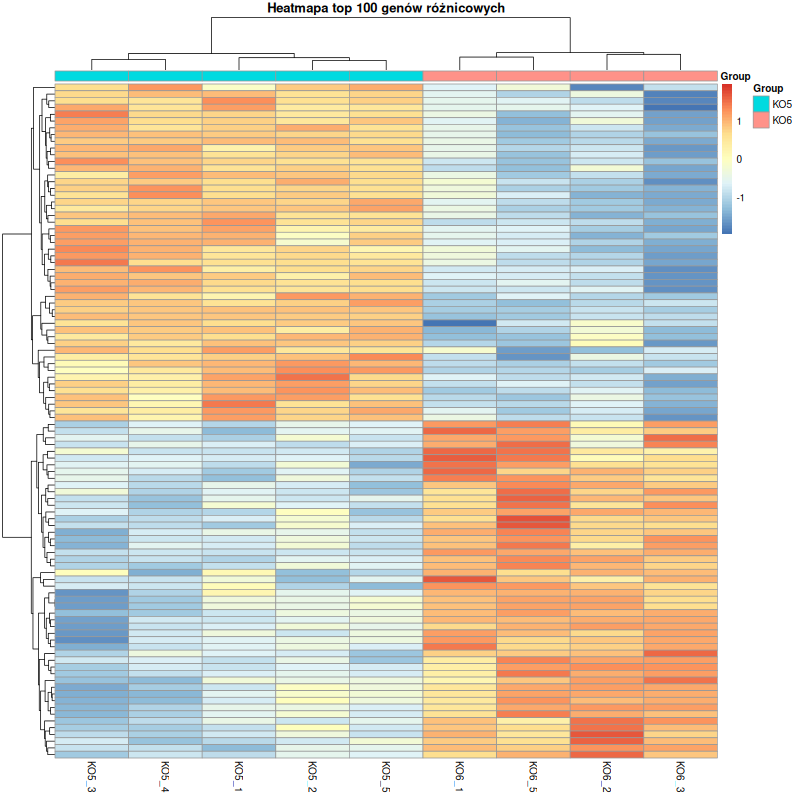 Heatmapa top 100 genów różnicowych
Group
Group
KO5
KO6
1
0
-1
KO5_3
KO5_4
KO5_1
KO5_2
KO5_5
KO6_1
KO6_5
KO6_2
KO6_3